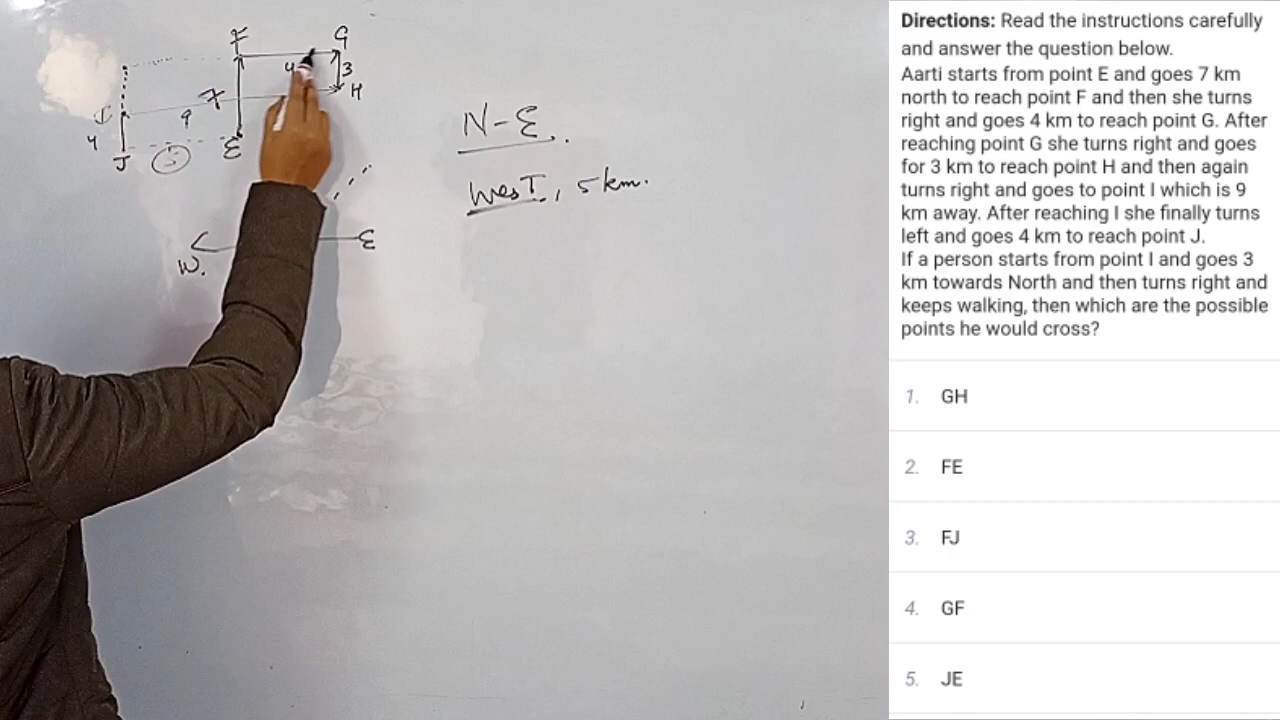 F G
4 3
I 7 H
9
4
J 5 E
N-E.
West, 5km.
W. E
Directions: Read the instructions carefully
and answer the question below.
Aarti starts from point E and goes 7 km
north to reach point F and then she turns
right and goes 4 km to reach point G. After
reaching point G she turns right and goes
for 3 km to reach point H and then again
turns right and goes to point I which is 9
km away. After reaching I she finally turns
left and goes 4 km to reach point J.
If a person starts from point I and goes 3
km towards North and then turns right and
keeps walking, then which are the possible
points he would cross?
1. GH
2. FE
3. FJ
4. GF
5. JE